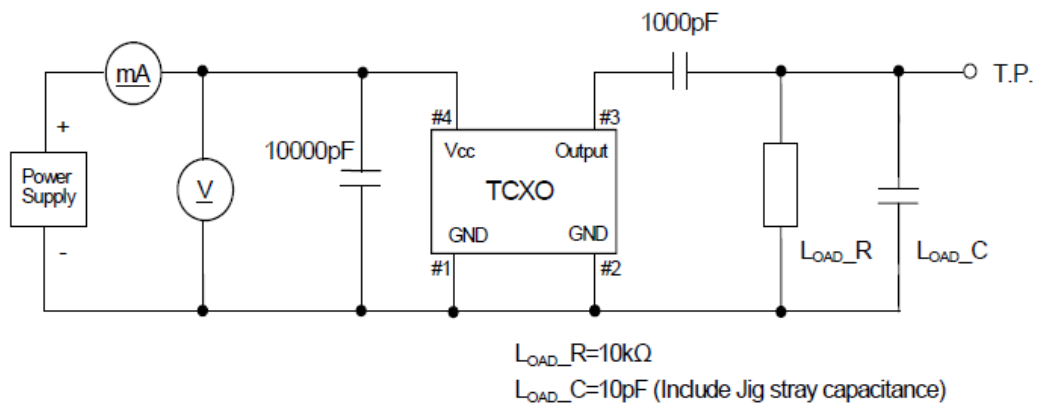 1000pF
mA
T.P.
+
#4
#3
10000pF
Vcc
Output
Power
Supply
V
TCXO
-
GND
GND
#1
#2
LOAD_R
LOAD_C
LOAD_R=10kΩ
LOAD_C=10pF (Include Jig stray capacitance)